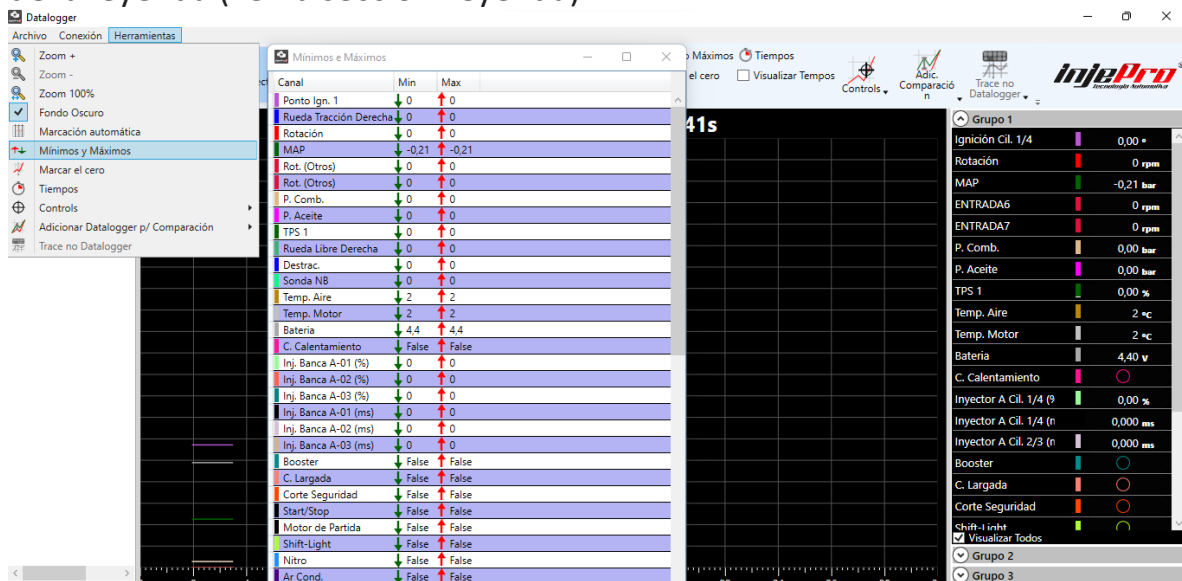 Datalogger
Archivo Conexión Herramientas
Zoom +
Zoom -
Zoom 100%
Fondo Oscuro
Marcación automática
Mínimos y Máximos
Marcar el cero
Tiempos
Controls
Adicionar Datalogger p/ Comparación
Trace no Datalogger
Mínimos e Máximos
Canal Min Max
Ponto Ign. 1 0 0
Rueda Tracción Derecha 0 0
Rotación 0 0
MAP -0,21 -0,21
Rot. (Otros) 0 0
Rot. (Otros) 0 0
P. Comb. 0 0
P. Aceite 0 0
TPS 1 0 0
Rueda Libre Derecha 0 0
Destrac. 0 0
Sonda NB 0 0
Temp. Aire 2 2
Temp. Motor 2 2
Bateria 4,4 4,4
C. Calentamiento False False
Inj. Banca A-01 (%) 0 0
Inj. Banca A-02 (%) 0 0
Inj. Banca A-03 (%) 0 0
Inj. Banca A-01 (ms) 0 0
Inj. Banca A-02 (ms) 0 0
Inj. Banca A-03 (ms) 0 0
Booster False False
C. Largada False False
Corte Seguridad False False
Start/Stop False False
Motor de Partida False False
Shift-Light False False
Nitro False False
Ar Cond. False False
o Máximos Tiempos
el cero Visualizar Tempos
Controls
Adic.
Comparació
n
Trace no
Datalogger
injePro
Tecnologia Automotiva
41s
Grupo 1
Ignición Cil. 1/4 0,00 °
Rotación 0 rpm
MAP -0,21 bar
ENTRADA6 0 rpm
ENTRADA7 0 rpm
P. Comb. 0,00 bar
P. Aceite 0,00 bar
TPS 1 0,00 %
Temp. Aire 2 °C
Temp. Motor 2 °C
Bateria 4,40 V
C. Calentamiento
Inyector A Cil. 1/4 (9 0,00 %
Inyector A Cil. 1/4 (n 0,000 ms
Inyector A Cil. 2/3 (n 0,000 ms
Booster
C. Largada
Corte Seguridad
Shift-Light
Visualizar Todos
Grupo 2
Grupo 3